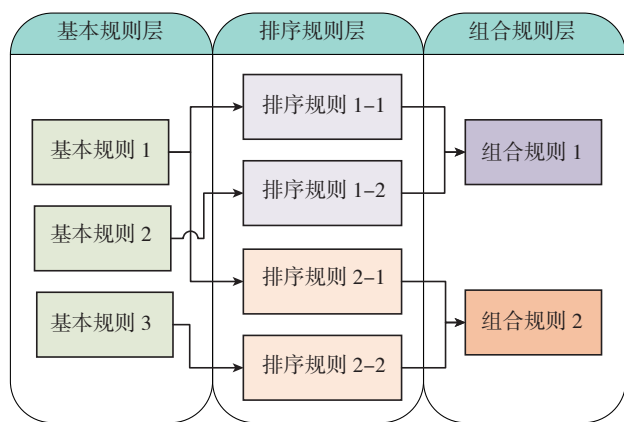 基本规则层
排序规则层
组合规则层
基本规则 1
基本规则 2
基本规则 3
排序规则 1-1
排序规则 1-2
排序规则 2-1
排序规则 2-2
组合规则 1
组合规则 2